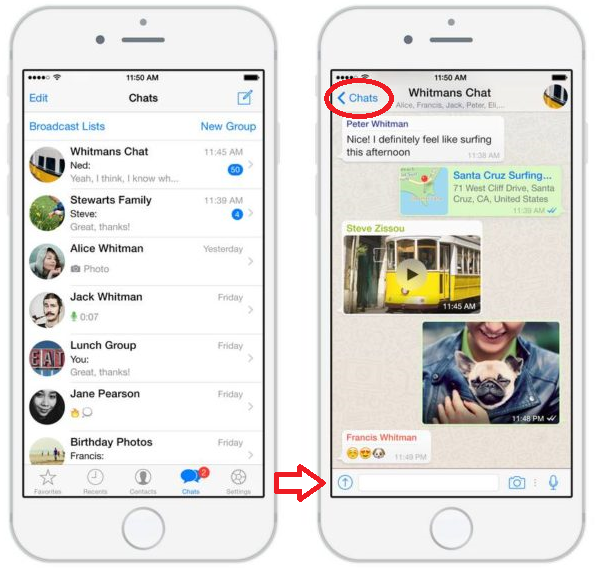 11:50 AM
Edit
Chats
Broadcast Lists
New Group
Whitmans Chat
11:45 AM
Ned:
Yeah, I think, I know wh...
50
Stewarts Family
11:39 AM
Steve:
4
Great, thanks!
Alice Whitman
Yesterday
Photo
Jack Whitman
Friday
0:07
Lunch Group
Friday
You:
Great, thanks!
EAT
Jane Pearson
Friday
Birthday Photos
Friday
Francis:
2
Favorites
Recents
Contacts
Chats
Settings
11:50 AM
Chats
Whitmans Chat
Alice, Francis, Jack, Peter, Eli,...
Peter Whitman
Nice! I definitely feel like surfing
this afternoon
11:38 AM
Santa Cruz Surfing...
71 West Cliff Drive, Santa
Cruz, CA, United States
11:39 AM
Steve Zissou
11:45 AM
11:48 PM
Francis Whitman
😊😍🐶
11:49 PM